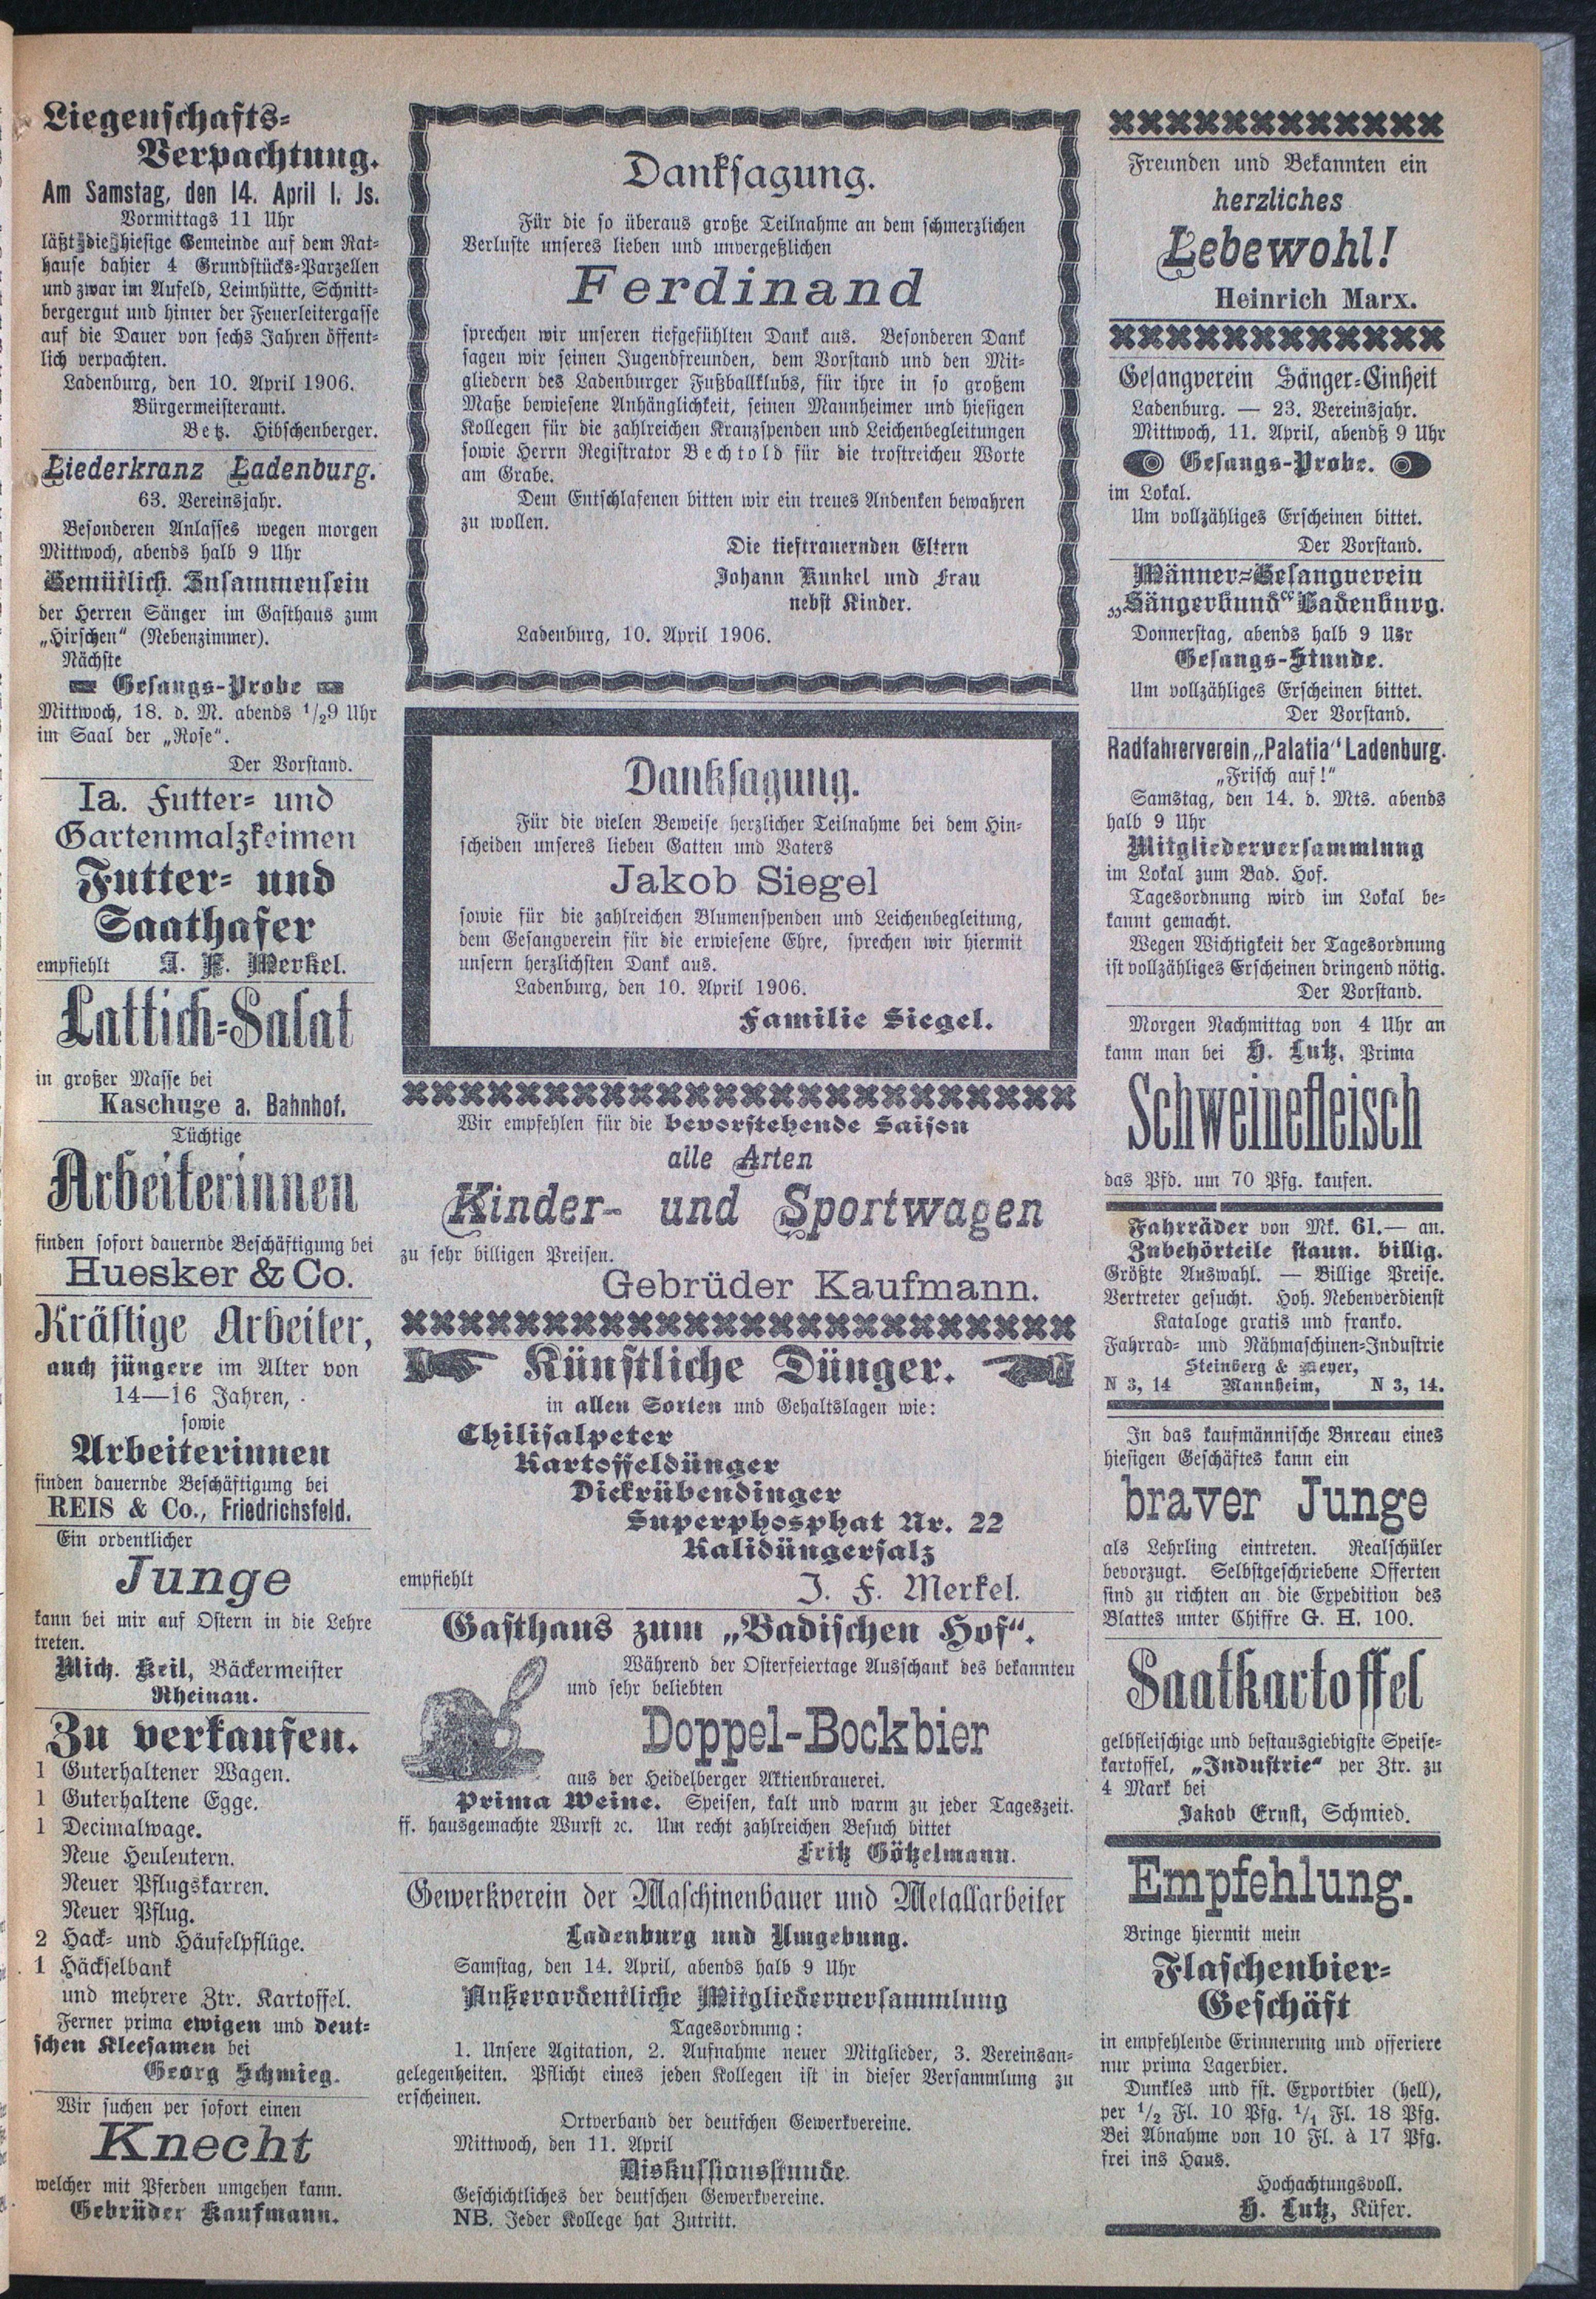 Liegenschafts-
Verpachtung.
Am Samstag, den 14. April l. Js.
Vormittags 11 Uhr
läßt die hiesige Gemeinde auf dem Rat-
hause dahier 4 Grundstücks-Parzellen
und zwar im Aufeld, Leimhütte, Schnitt-
bergergut und hinter der Feuerleitergasse
auf die Dauer von sechs Jahren öffent-
lich verpachten.
Ladenburg, den 10. April 1906.
Bürgermeisteramt.
Betz. Hibschenberger.
Liederkranz Ladenburg.
63. Vereinsjahr.
Besonderen Anlasses wegen morgen
Mittwoch, abends halb 9 Uhr
Gemütlich. Zusammensein
der Herren Sänger im Gasthaus zum
„Hirschen“ (Nebenzimmer).
Nächste
Gesangs-Probe
Mittwoch, 18. d. M. abends 1/29 Uhr
im Saal der „Rose“.
Der Vorstand.
Ia. Futter- und
Gartenmalzkeimen
Futter- und
Saathafer
empfiehlt J. F. Merkel.
Lattich-Salat
in großer Masse bei
Kaschuge a. Bahnhof.
Tüchtige
Arbeiterinnen
finden sofort dauernde Beschäftigung bei
Huesker & Co.
Kräftige Arbeiter,
auch jüngere im Alter von
14—16 Jahren,
sowie
Arbeiterinnen
finden dauernde Beschäftigung bei
REIS & Co., Friedrichsfeld.
Ein ordentlicher
Junge
kann bei mir auf Ostern in die Lehre
treten.
Mich. Keil, Bäckermeister
Rheinau.
Zu verkaufen.
1 Guterhaltener Wagen.
1 Guterhaltene Egge.
1 Decimalwage.
Neue Heuleutern.
Neuer Pflugskarren.
Neuer Pflug.
2 Hack- und Häufelpflüge.
1 Häckselbank
und mehrere Ztr. Kartoffel.
Ferner prima ewigen und deut-
schen Kleesamen bei
Georg Schmieg.
Wir suchen per sofort einen
Knecht
welcher mit Pferden umgehen kann.
Gebrüder Kaufmann.
Danksagung.
Für die so überaus große Teilnahme an dem schmerzlichen
Verluste unseres lieben und unvergeßlichen
Ferdinand
sprechen wir unseren tiefgefühlten Dank aus. Besonderen Dank
sagen wir seinen Jugendfreunden, dem Vorstand und den Mit-
gliedern des Ladenburger Fußballklubs, für ihre in so großem
Maße bewiesene Anhänglichkeit, seinen Mannheimer und hiesigen
Kollegen für die zahlreichen Kranzspenden und Leichenbegleitungen
sowie Herrn Registrator Bechtold für die trostreichen Worte
am Grabe.
Dem Entschlafenen bitten wir ein treues Andenken bewahren
zu wollen.
Die tieftrauernden Eltern
Johann Kunkel und Frau
nebst Kinder.
Ladenburg, 10. April 1906.
Danksagung.
Für die vielen Beweise herzlicher Teilnahme bei dem Hin-
scheiden unseres lieben Gatten und Vaters
Jakob Siegel
sowie für die zahlreichen Blumenspenden und Leichenbegleitung,
dem Gesangverein für die erwiesene Ehre, sprechen wir hiermit
unsern herzlichsten Dank aus.
Ladenburg, den 10. April 1906.
Familie Siegel.
Wir empfehlen für die bevorstehende Saison
alle Arten
Kinder- und Sportwagen
zu sehr billigen Preisen.
Gebrüder Kaufmann.
Künstliche Dünger.
in allen Sorten und Gehaltslagen wie:
Chilisalpeter
Kartoffeldünger
Dickrübendinger
Superphosphat Nr. 22
Kalidüngersalz
empfiehlt J. F. Merkel.
Gasthaus zum „Badischen Hof“.
Während der Osterfeiertage Ausschank des bekannten
und sehr beliebten
Doppel-Bockbier
aus der Heidelberger Aktienbrauerei.
Prima Weine. Speisen, kalt und warm zu jeder Tageszeit.
ff. hausgemachte Wurst ꝛc. Um recht zahlreichen Besuch bittet
Fritz Götzelmann.
Gewerkverein der Maschinenbauer und Metallarbeiter
Ladenburg und Umgebung.
Samstag, den 14. April, abends halb 9 Uhr
Außerordentliche Mitgliederversammlung
Tagesordnung:
1. Unsere Agitation, 2. Aufnahme neuer Mitglieder, 3. Vereinsan-
gelegenheiten. Pflicht eines jeden Kollegen ist in dieser Versammlung zu
erscheinen.
Ortverband der deutschen Gewerkvereine.
Mittwoch, den 11. April
Diskussionsstunde.
Geschichtliches der deutschen Gewerkvereine.
NB. Jeder Kollege hat Zutritt.
Freunden und Bekannten ein
herzliches
Lebewohl!
Heinrich Marx.
Gesangverein Sänger-Einheit
Ladenburg. — 23. Vereinsjahr.
Mittwoch, 11. April, abendß 9 Uhr
Gesangs-Probe.
im Lokal.
Um vollzähliges Erscheinen bittet.
Der Vorstand.
Männer-Gesangverein
„Sängerbund“ Ladenburg.
Donnerstag, abends halb 9 Uhr
Gesangs-Stunde.
Um vollzähliges Erscheinen bittet.
Der Vorstand.
Radfahrerverein „Palatia“ Ladenburg.
„Frisch auf!“
Samstag, den 14. d. Mts. abends
halb 9 Uhr
Mitgliederversammlung
im Lokal zum Bad. Hof.
Tagesordnung wird im Lokal be-
kannt gemacht.
Wegen Wichtigkeit der Tagesordnung
ist vollzähliges Erscheinen dringend nötig.
Der Vorstand.
Morgen Nachmittag von 4 Uhr an
kann man bei H. Lutz, Prima
Schweinefleisch
das Pfd. um 70 Pfg. kaufen.
Fahrräder von Mk. 61.— an.
Zubehörteile staun. billig.
Größte Auswahl. — Billige Preise.
Vertreter gesucht. Hoh. Nebenverdienst
Kataloge gratis und franko.
Fahrrad- und Nähmaschinen-Industrie
Steinberg & Meyer,
N 3, 14 Mannheim, N 3, 14.
In das kaufmännische Bureau eines
hiesigen Geschäftes kann ein
braver Junge
als Lehrling eintreten. Realschüler
bevorzugt. Selbstgeschriebene Offerten
sind zu richten an die Expedition des
Blattes unter Chiffre G. H. 100.
Saatkartoffel
gelbfleischige und bestausgiebigste Speise-
kartoffel, „Industrie“ per Ztr. zu
4 Mark bei
Jakob Ernst, Schmied.
Empfehlung.
Bringe hiermit mein
Flaschenbier-
Geschäft
in empfehlende Erinnerung und offeriere
nur prima Lagerbier.
Dunkles und fst. Exportbier (hell),
per 1/2 Fl. 10 Pfg. 1/1 Fl. 18 Pfg.
Bei Abnahme von 10 Fl. à 17 Pfg.
frei ins Haus.
Hochachtungsvoll.
H. Lutz, Küfer.